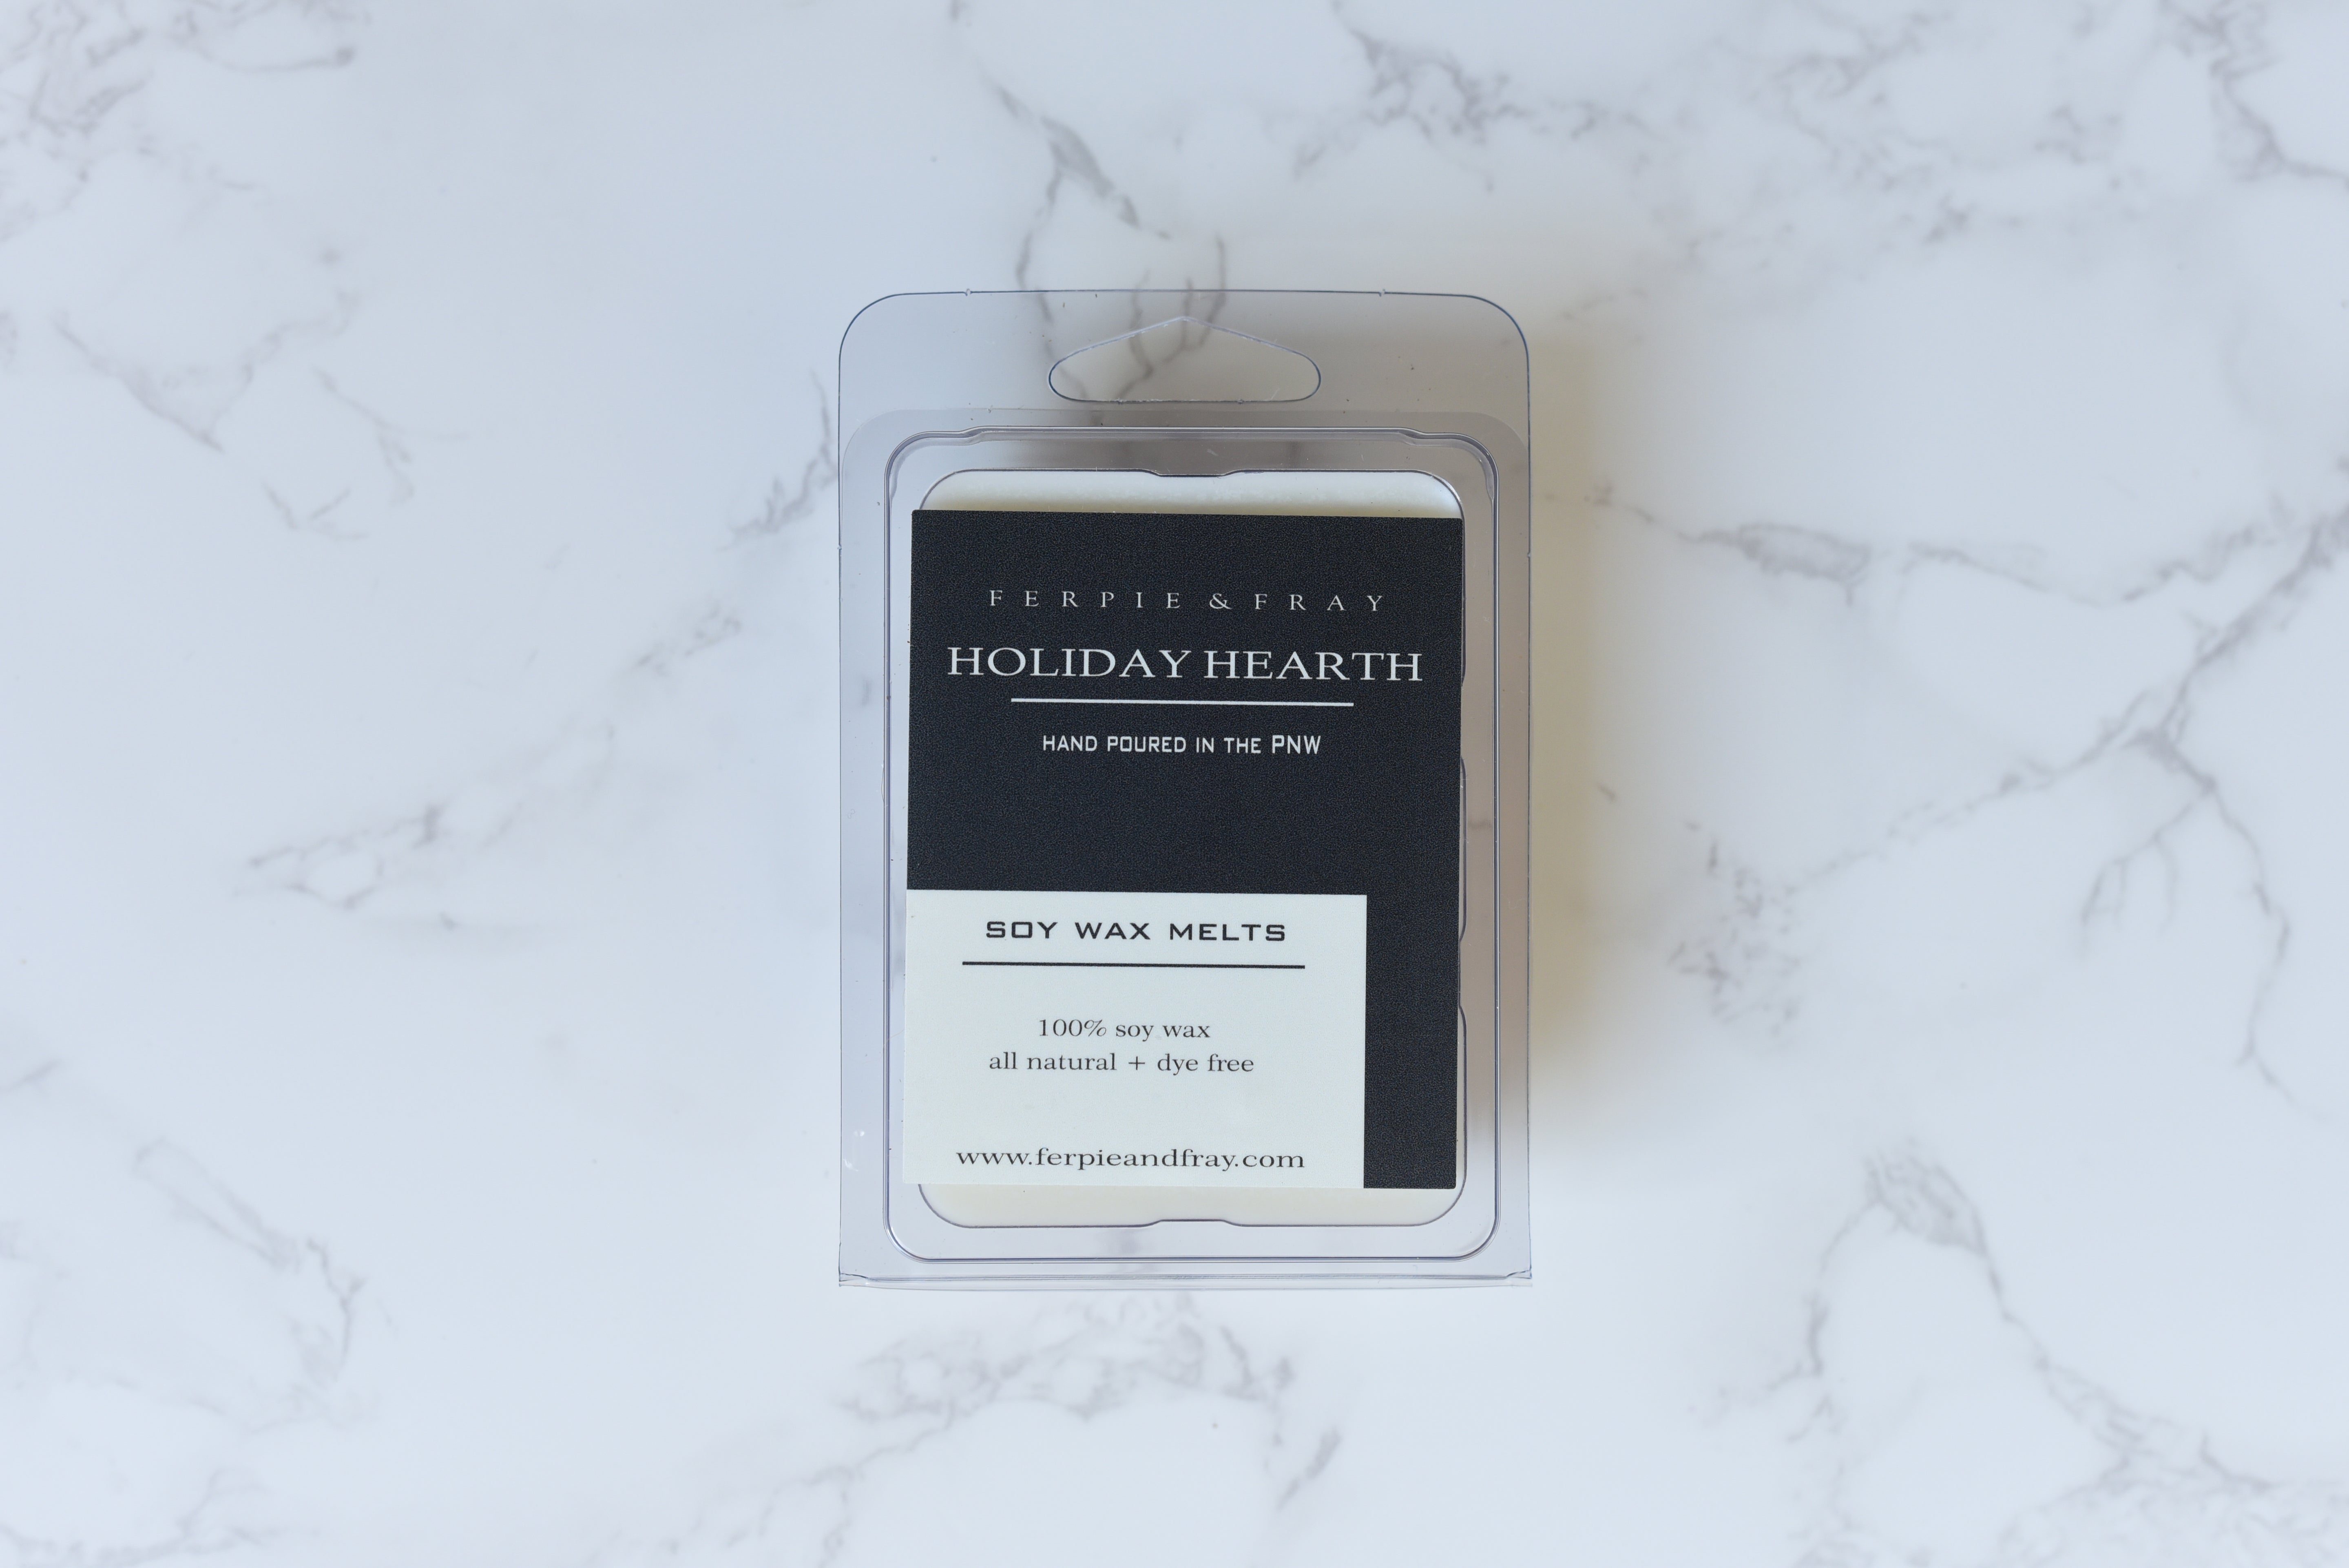 FERPIE & FRAY
HOLIDAY HEARTH
HAND POURED IN THE PNW
SOY WAX MELTS
100% soy wax
all natural + dye free
www.ferpieandfray.com